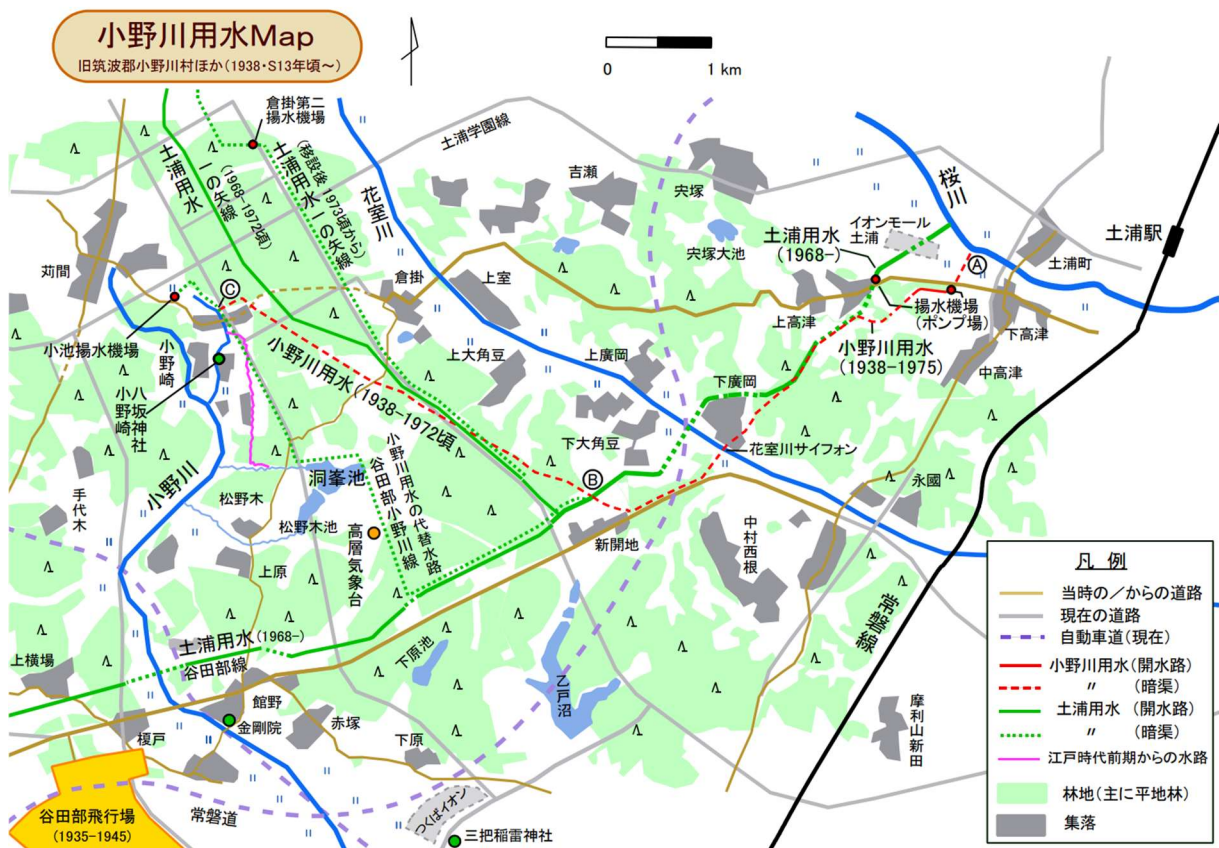 小野川用水Map
旧筑波郡小野川村ほか(1938・S13年頃～)
0 1 km
倉掛第二
揚水機場
土浦学園線
土浦用水
一の矢線
(1968-1972頃)
土浦用水一の矢線
(移設後 1973頃から)
花室川
吉瀬
宍塚
宍塚大池
桜川
イオンモール
土浦
土浦用水
(1968-)
Ⓐ
土浦駅
土浦町
苅間
Ⓒ
倉掛
上室
上高津
揚水機場
(ポンプ場)
下高津
小野川用水
(1938-1975)
中高津
小池揚水機場
小野崎
小野崎
八坂神社
小野川用水(1938-1972頃)
上大角豆
上廣岡
下廣岡
下大角豆
花室川サイフォン
Ⓑ
小野川
洞峯池
松野木
松野木池
手代木
高層気象台
小野川用水の代替水路
谷田部小野川線
新開地
中村西根
永國
上原
土浦用水(1968-)
谷田部線
上横場
下原池
乙戸沼
常磐線
館野
金剛院
赤塚
下原
榎戸
摩利山新田
谷田部飛行場
(1935-1945)
常磐道
つくばイオン
三把稲雷神社
凡 例
当時の／からの道路
現在の道路
自動車道(現在)
小野川用水(開水路)
〃 (暗渠)
土浦用水 (開水路)
〃 (暗渠)
江戸時代前期からの水路
林地(主に平地林)
集落